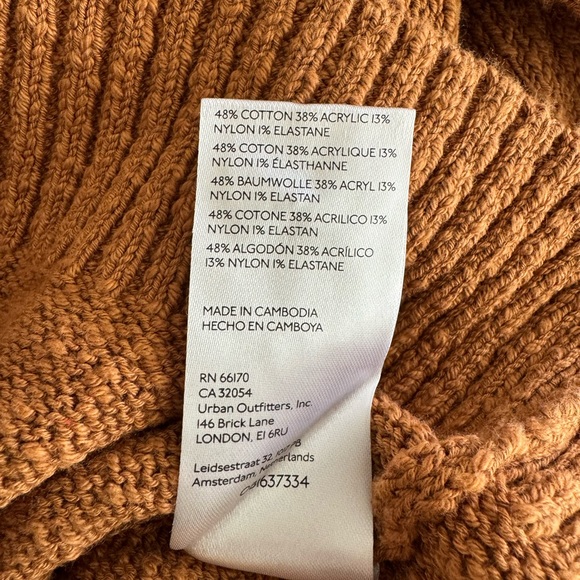 48% COTTON 38% ACRYLIC 13%
NYLON 1% ELASTANE
48% COTON 38% ACRYLIQUE 13%
NYLON 1% ÉLASTHANNE
48% BAUMWOLLE 38% ACRYL 13%
NYLON 1% ELASTAN
48% COTONE 38% ACRILICO 13%
NYLON 1% ELASTAN
48% ALGODÓN 38% ACRÍLICO
13% NYLON 1% ELASTANE
MADE IN CAMBODIA
HECHO EN CAMBOYA
RN 66170
CA 32054
Urban Outfitters, Inc.
146 Brick Lane
LONDON, E1 6RU
Leidsestraat 32
Amsterdam, Netherlands
637334